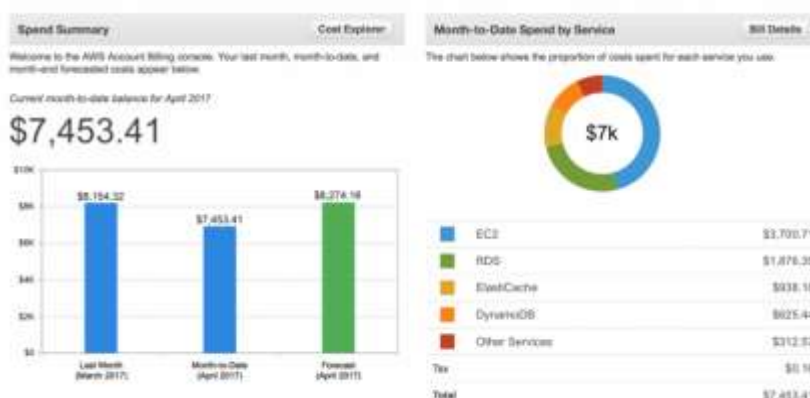 Spend Summary
Cost Explorer
Welcome to the AWS Account Billing console. Your last month, month-to-date, and
month-end forecasted costs appear below.
Current month-to-date balance for April 2017
$7,453.41
$10K
$8K
$6K
$4K
$2K
$0
$8,154.32
$7,453.41
$8,274.16
Last Month
(March 2017)
Month-to-Date
(April 2017)
Forecast
(April 2017)
Month-to-Date Spend by Service
Bill Details
The chart below shows the proportion of costs spent for each service you use.
$7k
EC2
RDS
ElastiCache
DynamoDB
Other Services
Tax
Total